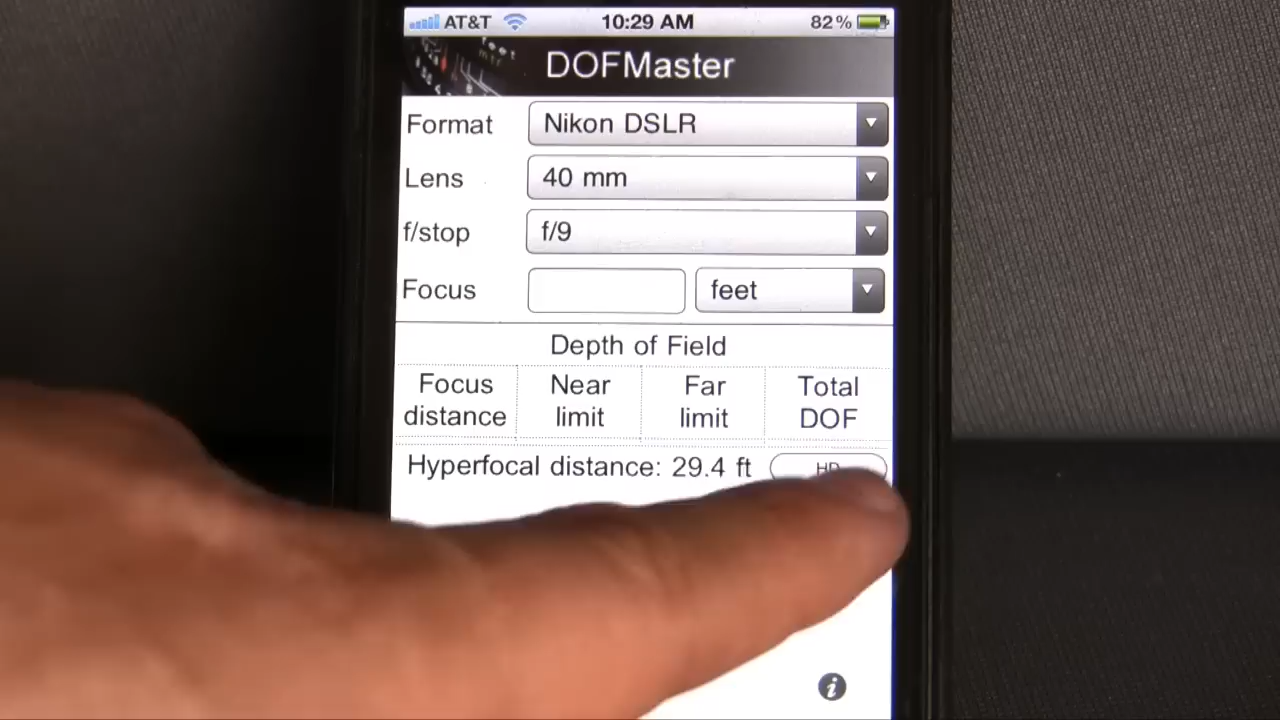 AT&T 10:29 AM 82%
DOFMaster
Format Nikon DSLR
Lens 40 mm
f/stop f/9
Focus feet
Depth of Field
Focus distance Near limit Far limit Total DOF
Hyperfocal distance: 29.4 ft HD
i